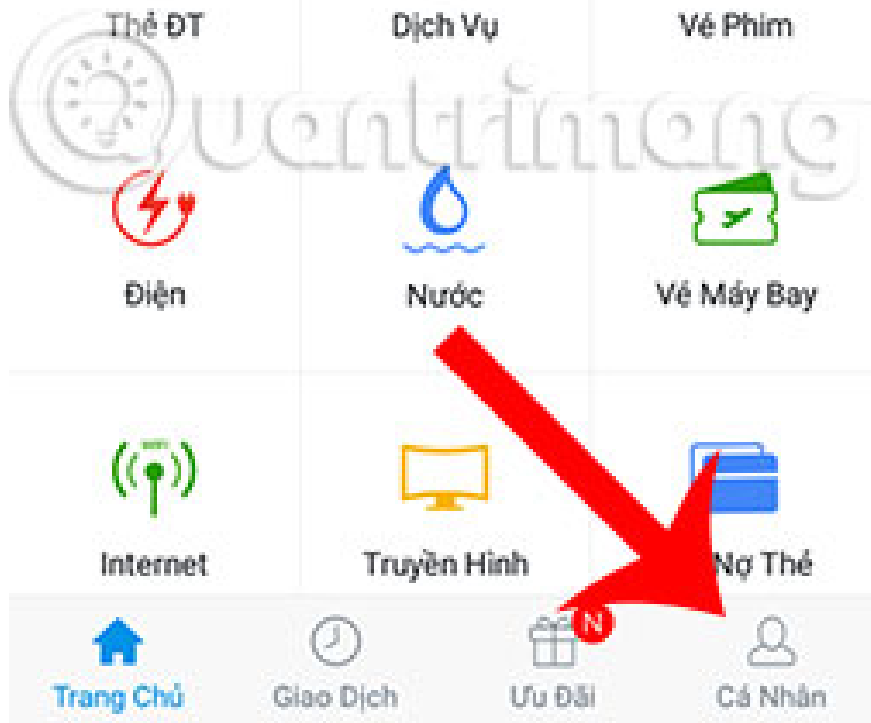 Thẻ ĐT
Dịch Vụ
Vé Phim
Quantrimang
Điện
Nước
Vé Máy Bay
Internet
Truyền Hình
Nợ Thẻ
N
Trang Chủ
Giao Dịch
Ưu Đãi
Cá Nhân